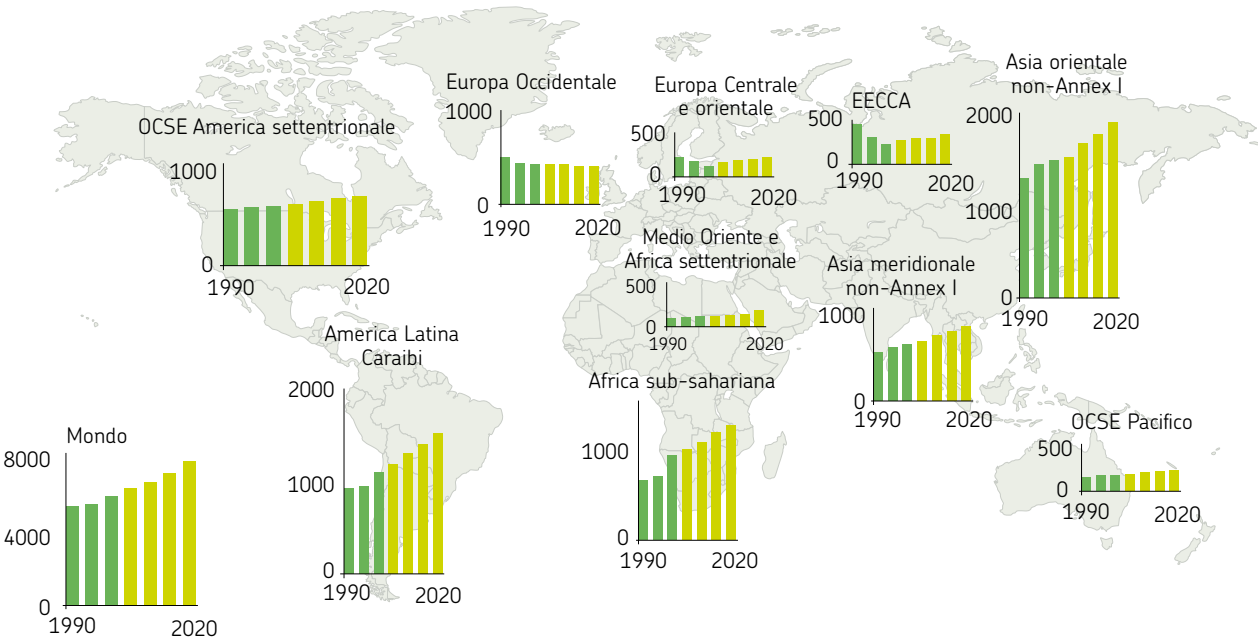 OCSE America settentrionale
1000
0
1990
2020
Europa Occidentale
1000
0
1990
2020
Europa Centrale
e orientale
500
0
1990
2020
EECCA
500
0
1990
2020
Asia orientale
non-Annex I
2000
1000
0
1990
2020
Medio Oriente e
Africa settentrionale
500
0
1990
2020
Asia meridionale
non-Annex I
1000
0
1990
2020
America Latina
Caraibi
2000
1000
0
1990
2020
Africa sub-sahariana
1000
0
1990
2020
OCSE Pacifico
500
0
1990
2020
Mondo
8000
4000
0
1990
2020